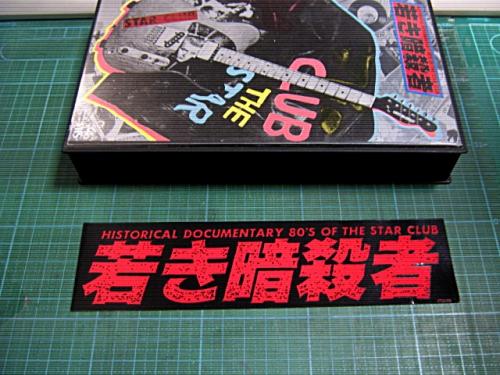 STAR CLUB
若き暗殺者
THE
STAR
CLUB
HISTORICAL DOCUMENTARY 80'S OF THE STAR CLUB
若き暗殺者